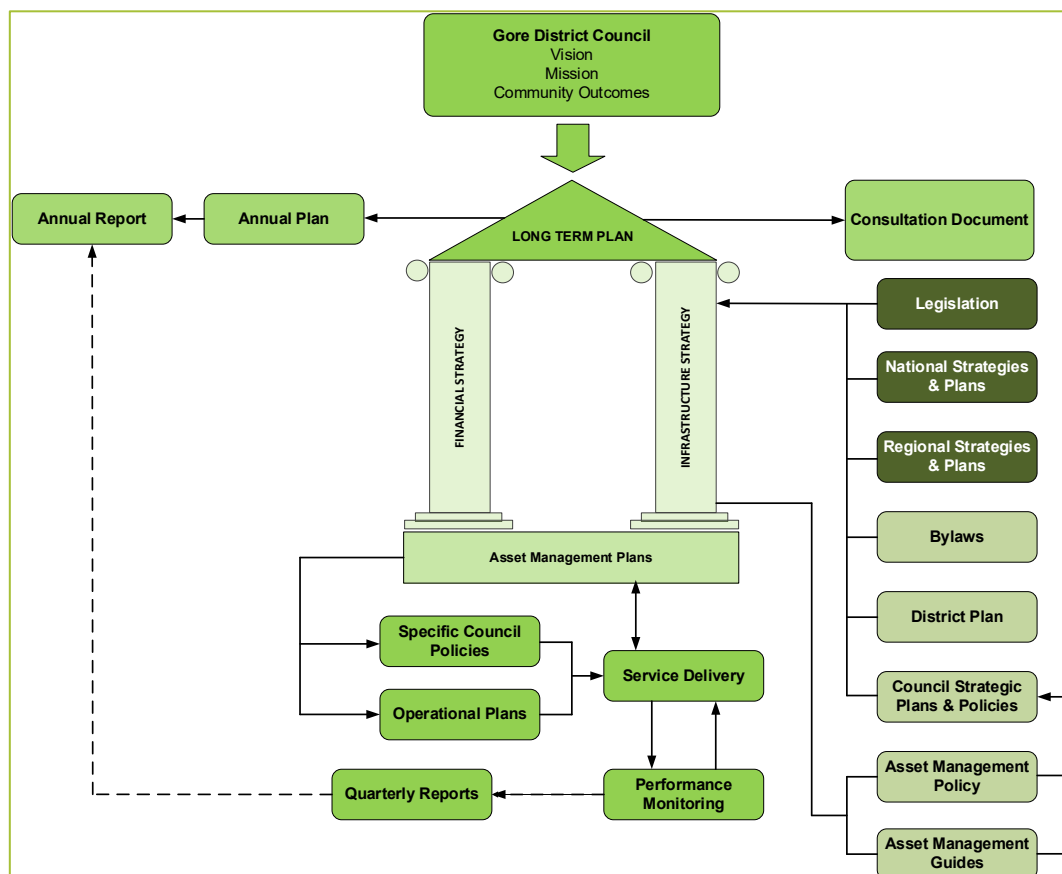 Gore District Council
Vision
Mission
Community Outcomes
Annual Report
Annual Plan
LONG TERM PLAN
Consultation Document
FINANCIAL STRATEGY
INFRASTRUCTURE STRATEGY
Legislation
National Strategies
& Plans
Regional Strategies
& Plans
Bylaws
District Plan
Council Strategic
Plans & Policies
Asset Management Plans
Specific Council
Policies
Operational Plans
Service Delivery
Quarterly Reports
Performance
Monitoring
Asset Management
Policy
Asset Management
Guides